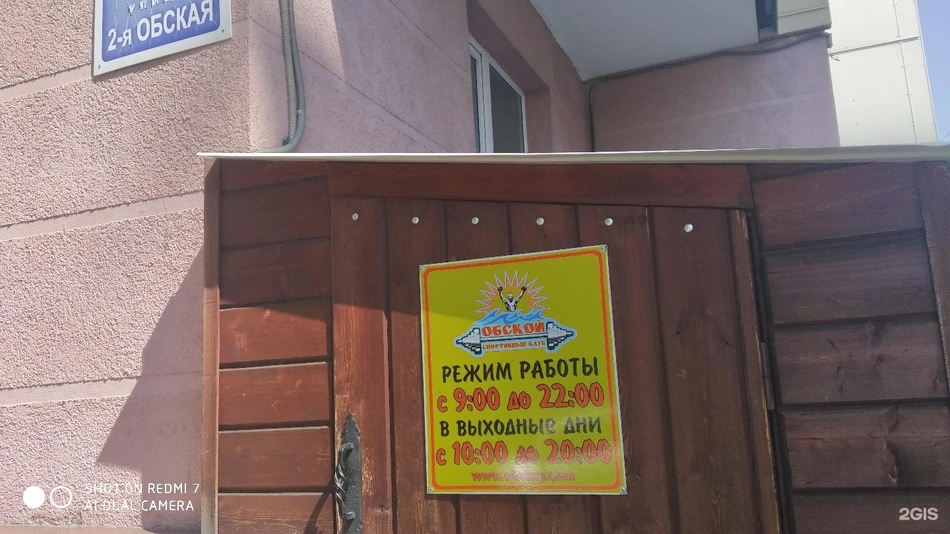 УЛИЦА
2-я ОБСКАЯ
ОБСКОЙ
СПОРТИВНЫЙ КЛУБ
РЕЖИМ РАБОТЫ
с 9:00 до 22:00
В ВЫХОДНЫЕ ДНИ
с 10:00 до 20:00
SHOT ON REDMI 7
AI DUAL CAMERA
2GIS